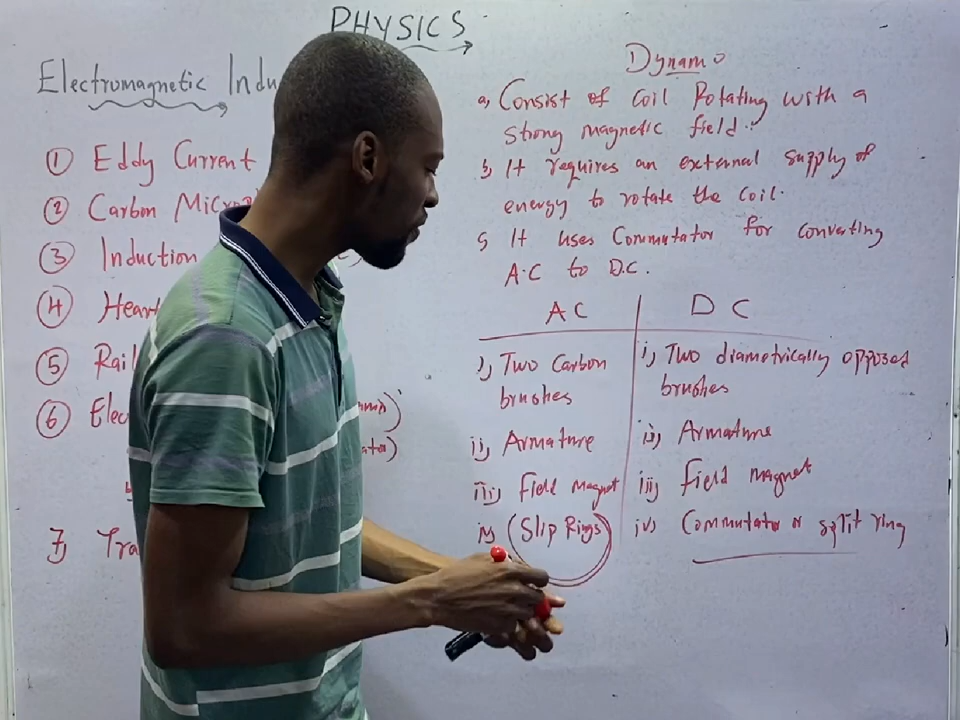 PHYSICS
Electromagnetic
① Eddy Current
② Carbon
③ Induction
④
⑤
⑥
7)
Dynamo
a, Consist of Coil Rotating with a
strong magnetic field.
b, It requires an external supply of
energy to rotate the coil.
c, It uses Commutator for converting
A.C to D.C.
AC DC
i, Two Carbon
brushes
ii, Armature
iii, Field Magnet
iv, Slip Rings
i, Two diametrically opposed
brushes
ii, Armature
iii, field magnet
iv, Commutator or split ring